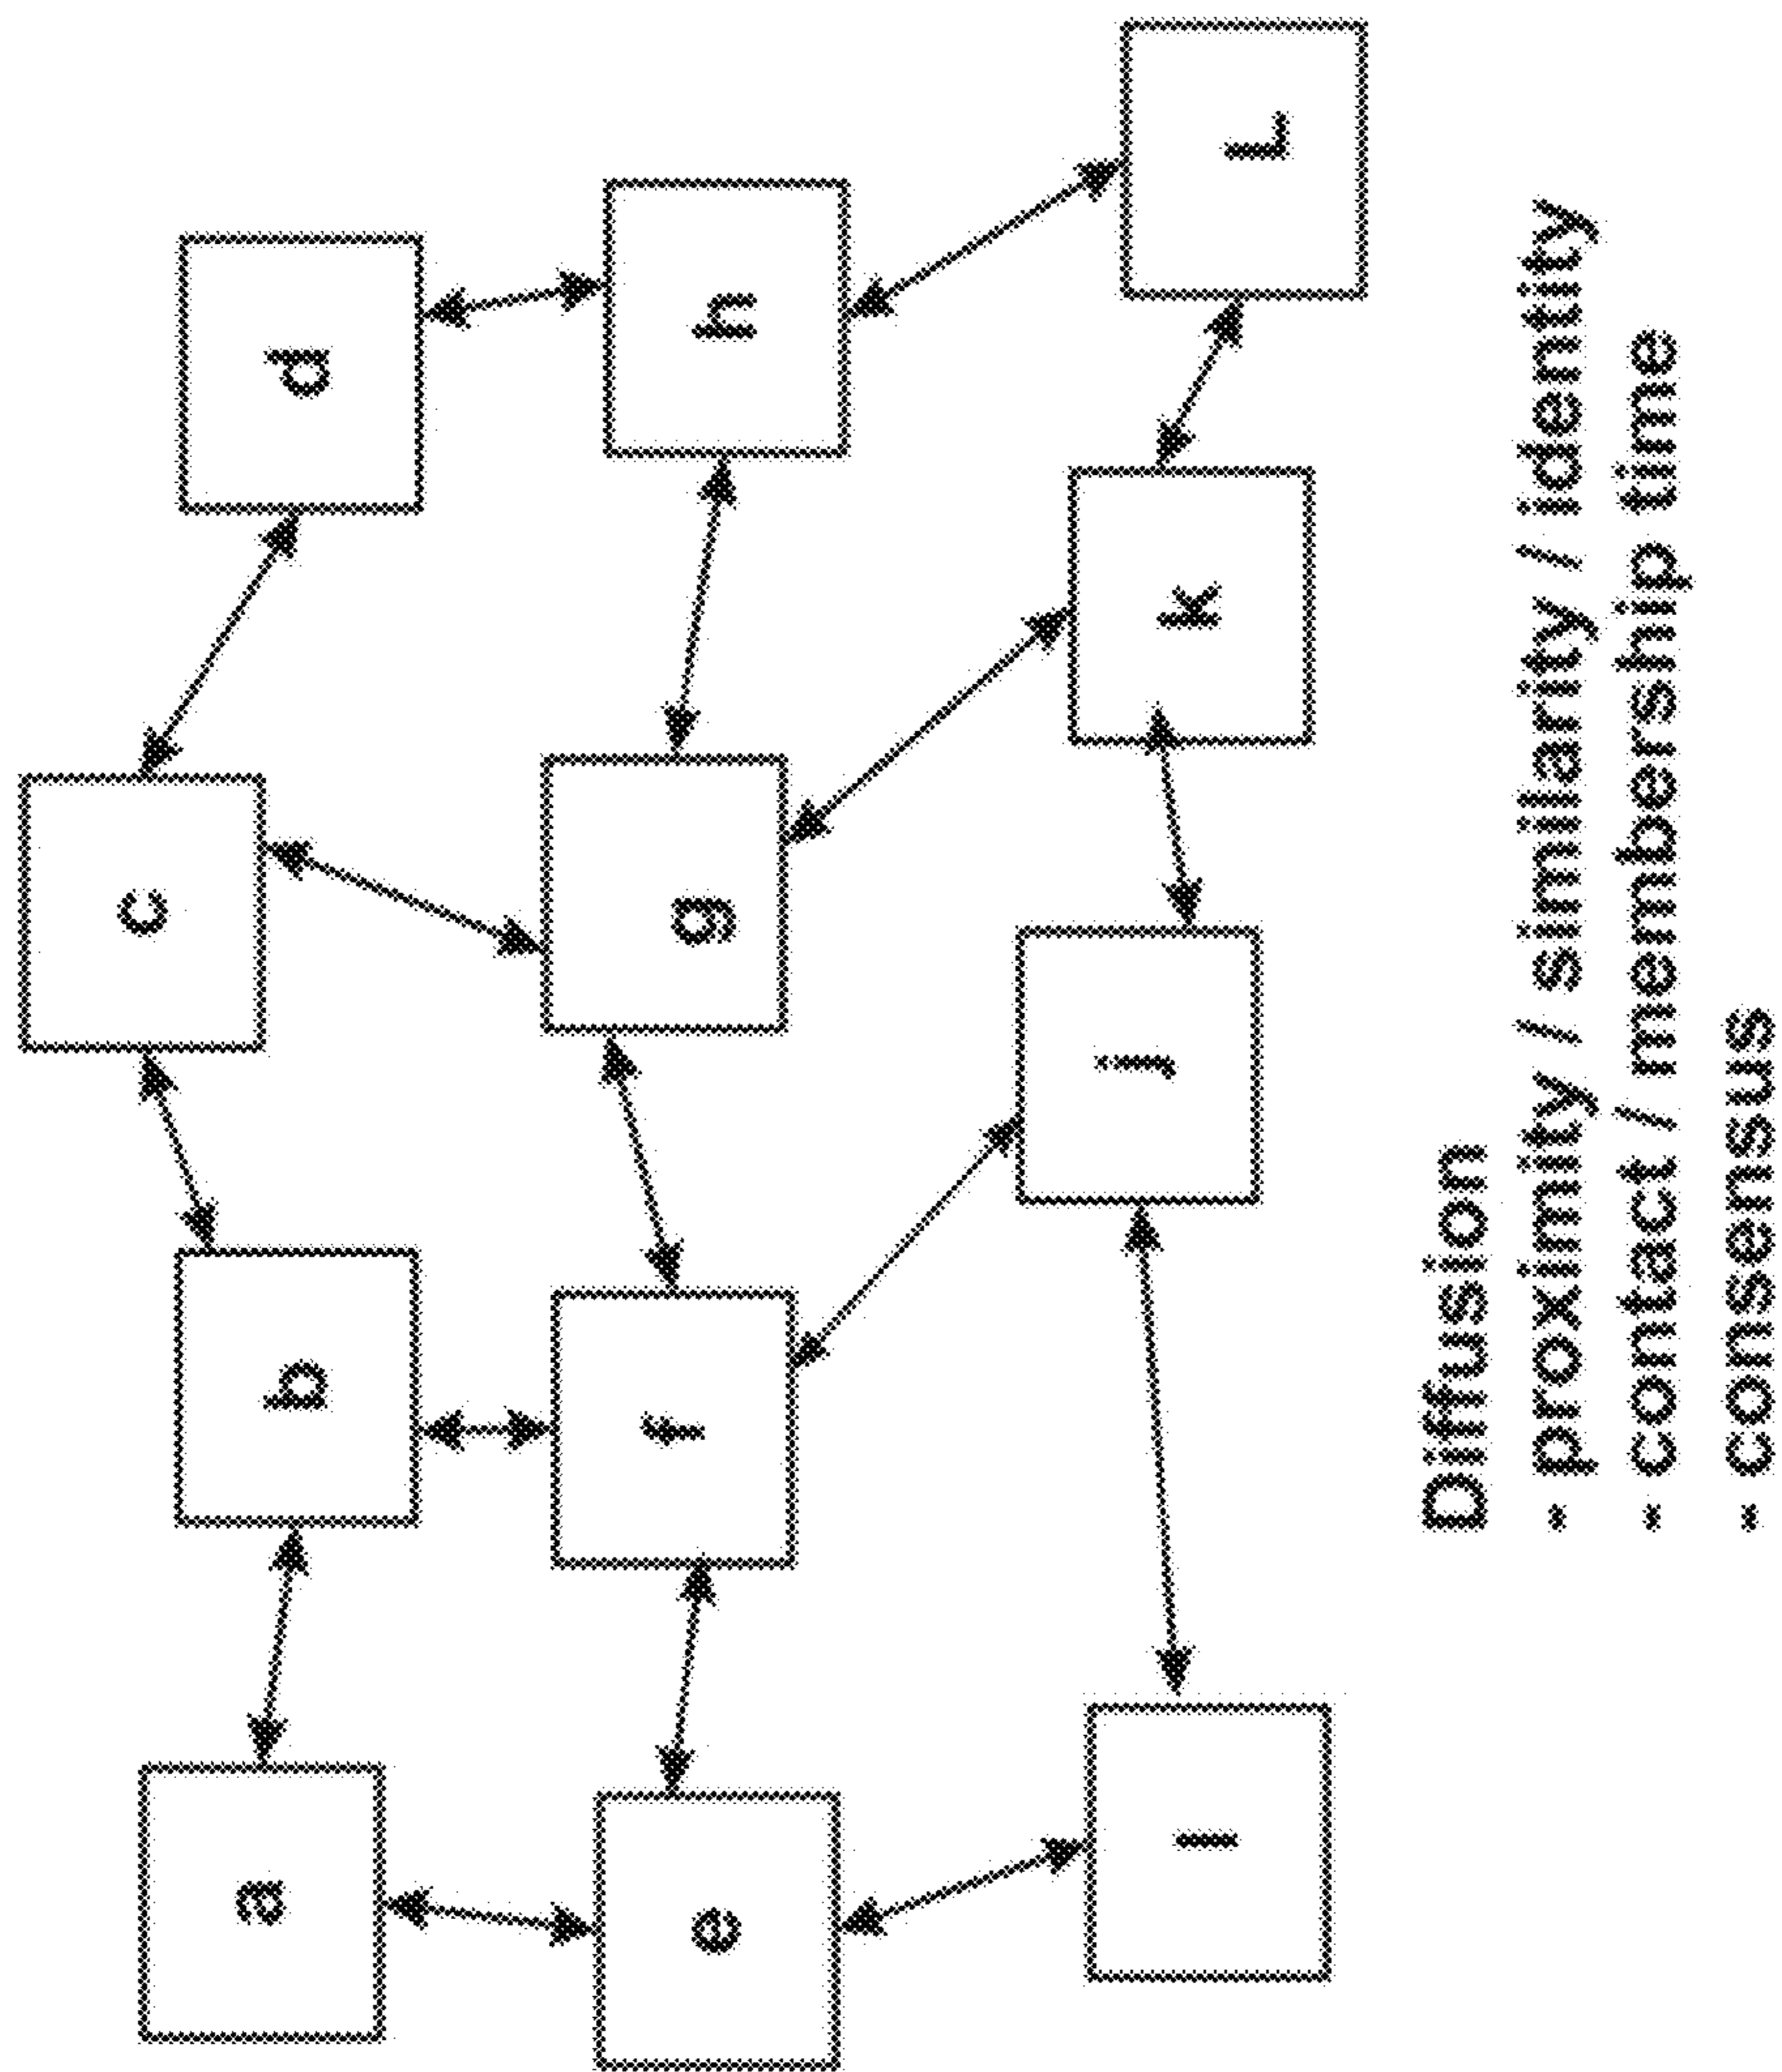 a b c d
e f g h
I j k L
Diffusion
- proximity / similarity / identity
- contact / membership time
- consensus